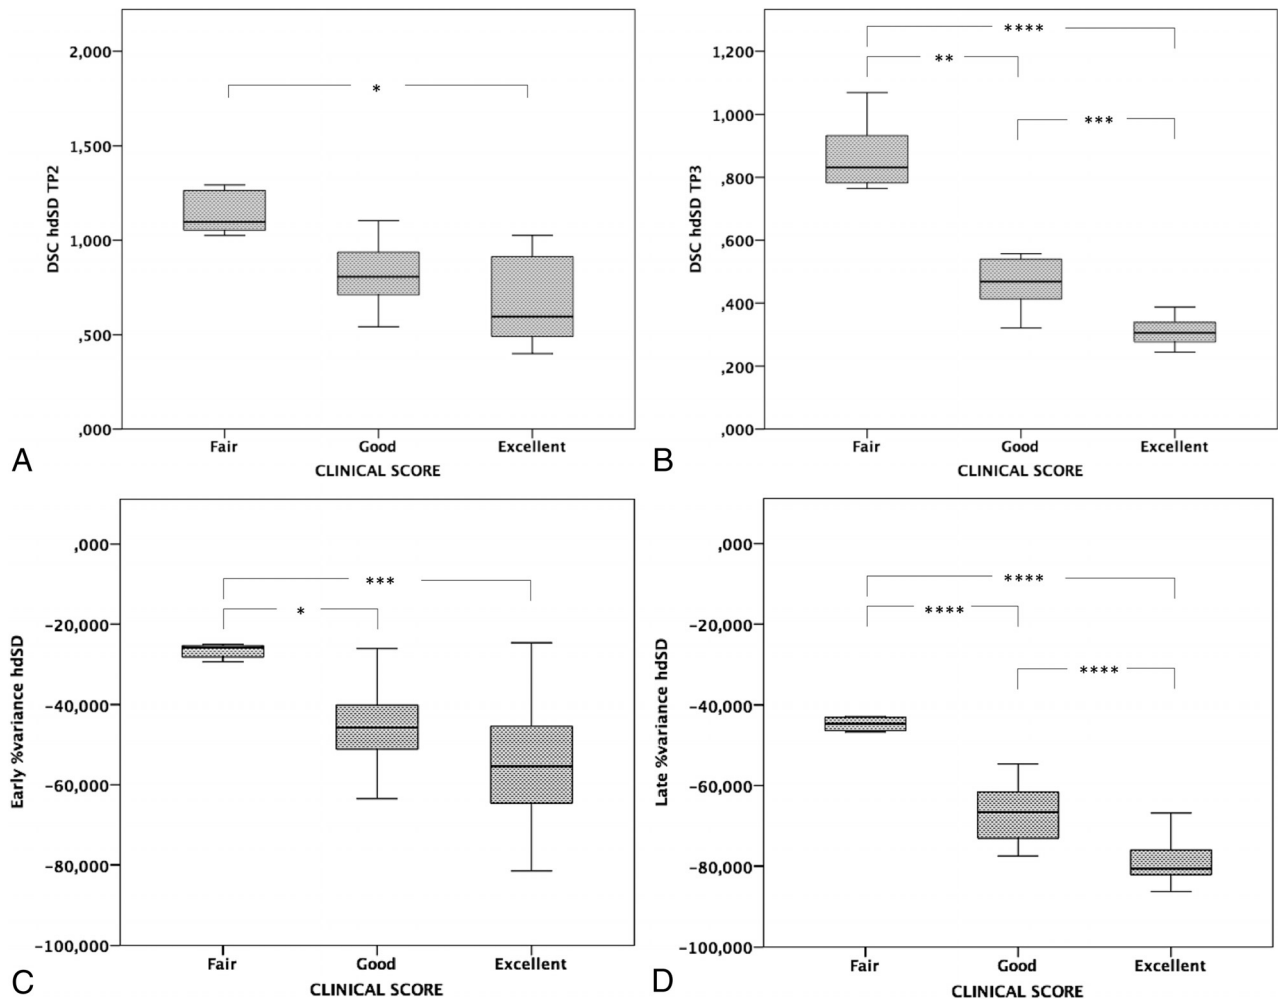 2,000
1,500
1,000
,500
,000
DSC hdSD TP2
*
Fair Good Excellent
CLINICAL SCORE
A
1,200
1,000
,800
,600
,400
,200
,000
DSC hdSD TP3
****
**
***
Fair Good Excellent
CLINICAL SCORE
B
,000
-20,000
-40,000
-60,000
-80,000
-100,000
Early %variance hdSD
***
*
Fair Good Excellent
CLINICAL SCORE
C
,000
-20,000
-40,000
-60,000
-80,000
-100,000
Late %variance hdSD
****
****
****
Fair Good Excellent
CLINICAL SCORE
D